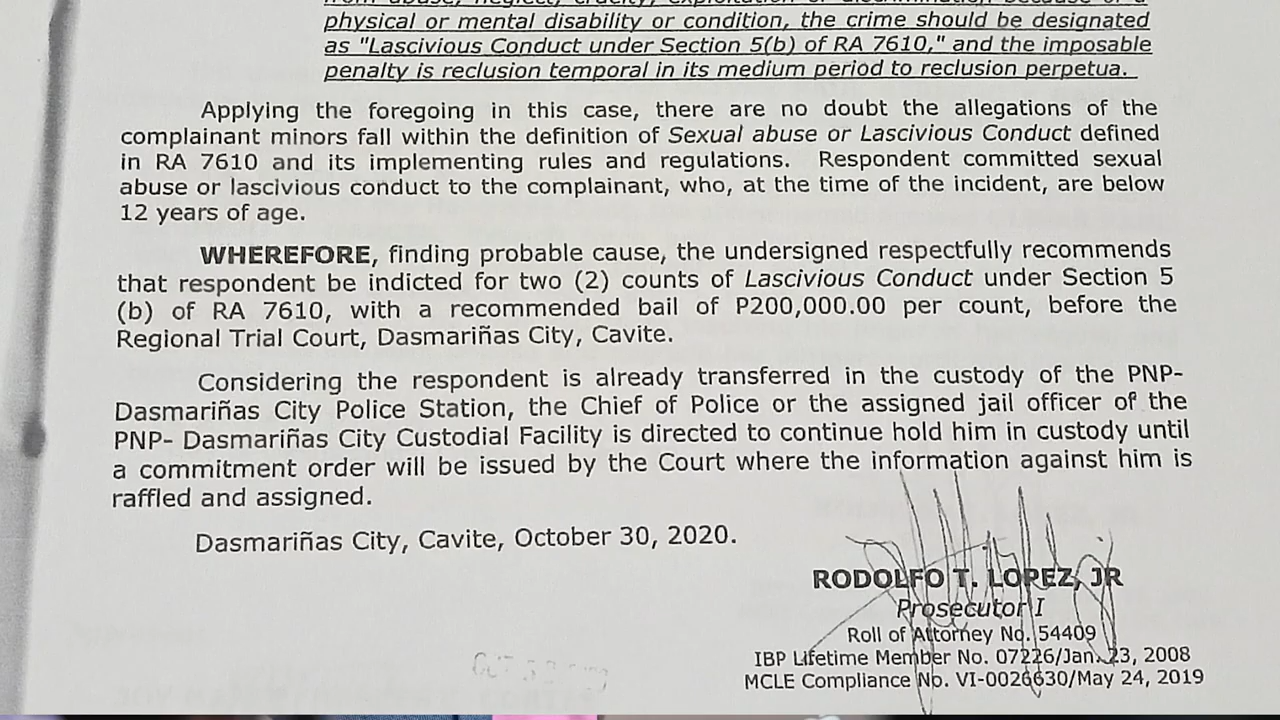 physical or mental disability or condition, the crime should be designated
as "Lascivious Conduct under Section 5(b) of RA 7610," and the imposable
penalty is reclusion temporal in its medium period to reclusion perpetua.
Applying the foregoing in this case, there are no doubt the allegations of the
complainant minors fall within the definition of Sexual abuse or Lascivious Conduct defined
in RA 7610 and its implementing rules and regulations. Respondent committed sexual
abuse or lascivious conduct to the complainant, who, at the time of the incident, are below
12 years of age.
WHEREFORE, finding probable cause, the undersigned respectfully recommends
that respondent be indicted for two (2) counts of Lascivious Conduct under Section 5
(b) of RA 7610, with a recommended bail of P200,000.00 per count, before the
Regional Trial Court, Dasmariñas City, Cavite.
Considering the respondent is already transferred in the custody of the PNP-
Dasmariñas City Police Station, the Chief of Police or the assigned jail officer of the
PNP- Dasmariñas City Custodial Facility is directed to continue hold him in custody until
a commitment order will be issued by the Court where the information against him is
raffled and assigned.
Dasmariñas City, Cavite, October 30, 2020.
RODOLFO T. LOPEZ, JR
Prosecutor I
Roll of Attorney No. 54409
IBP Lifetime Member No. 07226/Jan. 23, 2008
MCLE Compliance No. VI-0026630/May 24, 2019